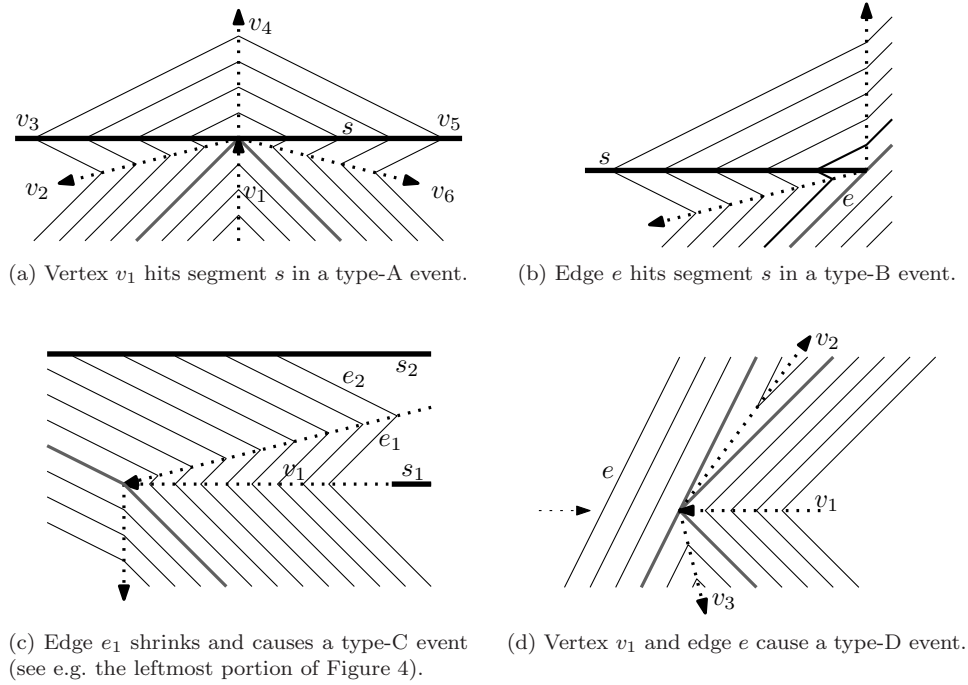 v4
v3
s
v5
v2
v1
v6
s
e
(a) Vertex v1 hits segment s in a type-A event.
(b) Edge e hits segment s in a type-B event.
s2
e2
e1
v1
s1
v2
e
v1
v3
(c) Edge e1 shrinks and causes a type-C event
(see e.g. the leftmost portion of Figure 4).
(d) Vertex v1 and edge e cause a type-D event.